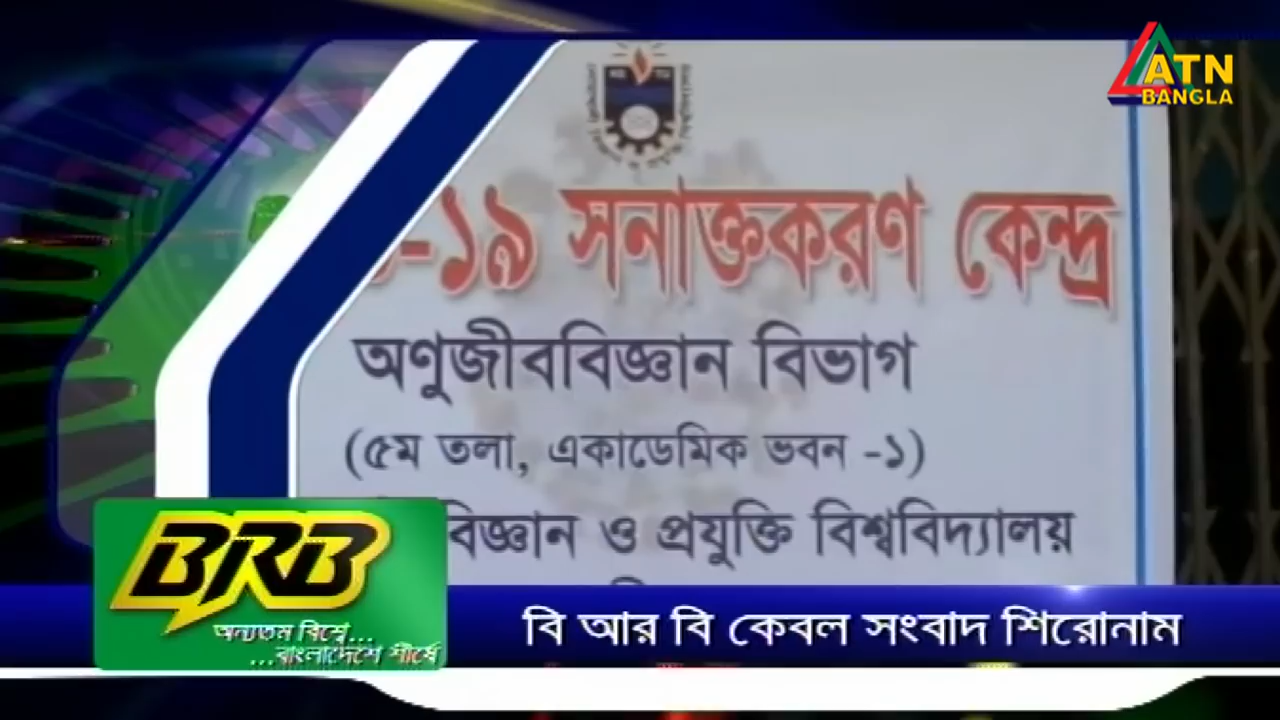 ATN
BANGLA
-১৯ সনাক্তকরণ কেন্দ্র
অণুজীববিজ্ঞান বিভাগ
(৫ম তলা, একাডেমিক ভবন -১)
বিজ্ঞান ও প্রযুক্তি বিশ্ববিদ্যালয়
BRB
অন্যতম বিশ্বে...
...বাংলাদেশে শীর্ষে
বি আর বি কেবল সংবাদ শিরোনাম